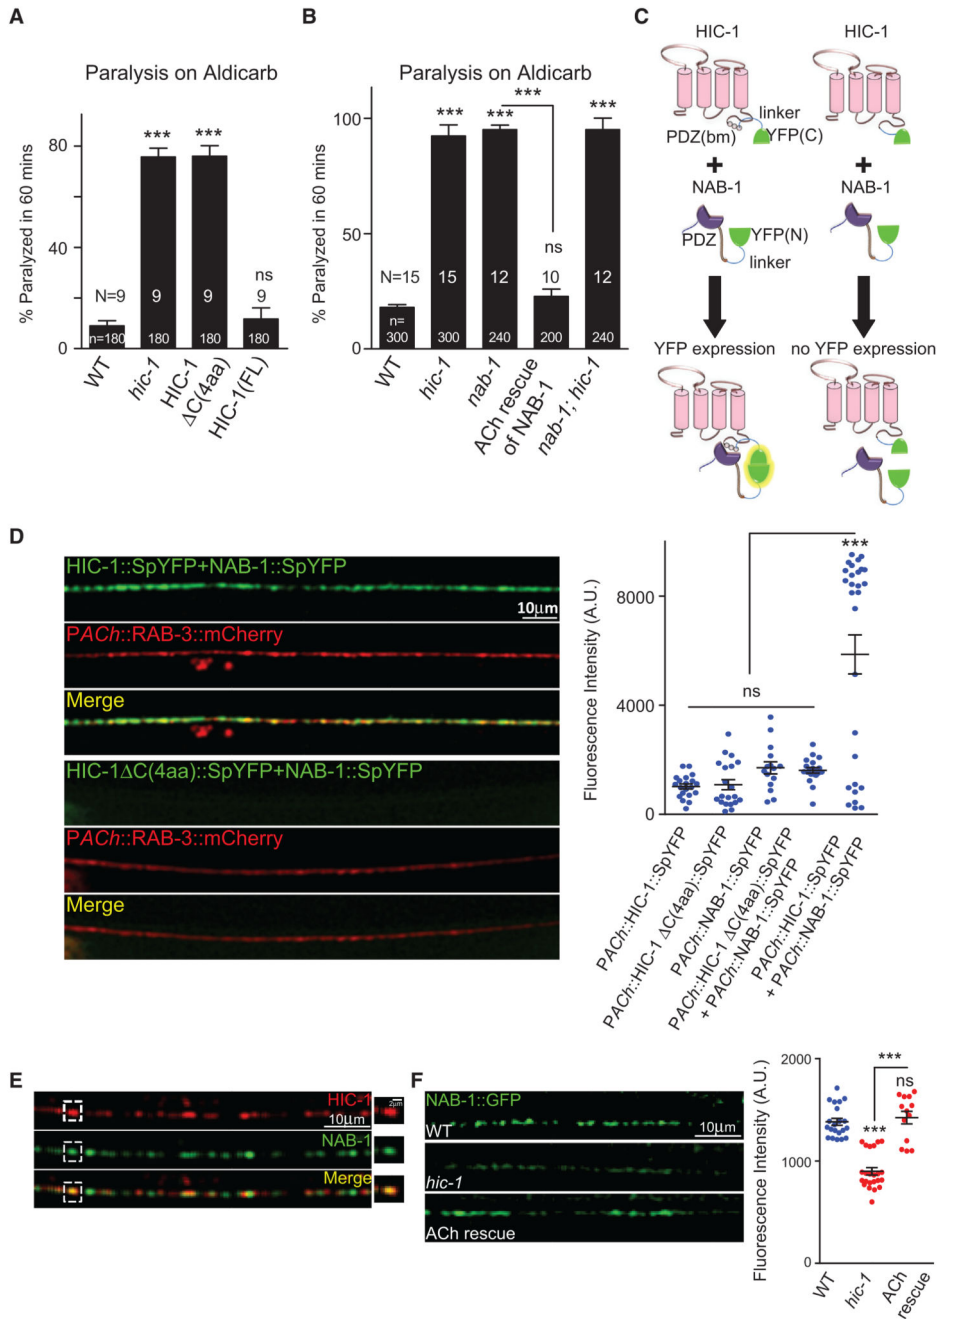 A
Paralysis on Aldicarb
% Paralyzed in 60 mins
80
40
0
***
***
ns
N=9
9
9
9
n=180
180
180
180
WT
hic-1
HIC-1
ΔC(4aa)
HIC-1(FL)
B
Paralysis on Aldicarb
% Paralyzed in 60 mins
100
50
0
***
***
***
***
ns
N=15
15
12
10
12
n=
300
300
240
200
240
WT
hic-1
nab-1
ACh rescue
of NAB-1
nab-1; hic-1
C
HIC-1
HIC-1
linker
PDZ(bm)
YFP(C)
+
+
NAB-1
NAB-1
PDZ
YFP(N)
linker
YFP expression
no YFP expression
D
HIC-1::SpYFP+NAB-1::SpYFP
10μm
PACh::RAB-3::mCherry
Merge
HIC-1ΔC(4aa)::SpYFP+NAB-1::SpYFP
PACh::RAB-3::mCherry
Merge
Fluorescence Intensity (A.U.)
8000
4000
0
***
ns
PACh::HIC-1::SpYFP
PACh::HIC-1 ΔC(4aa)::SpYFP
PACh::NAB-1::SpYFP
PACh::HIC-1 ΔC(4aa)::SpYFP
+ PACh::NAB-1::SpYFP
PACh::HIC-1::SpYFP
+ PACh::NAB-1::SpYFP
E
HIC-1
10μm
2μm
NAB-1
Merge
F
NAB-1::GFP
WT
10μm
hic-1
ACh rescue
Fluorescence Intensity (A.U.)
2000
1000
0
***
ns
***
WT
hic-1
ACh
rescue